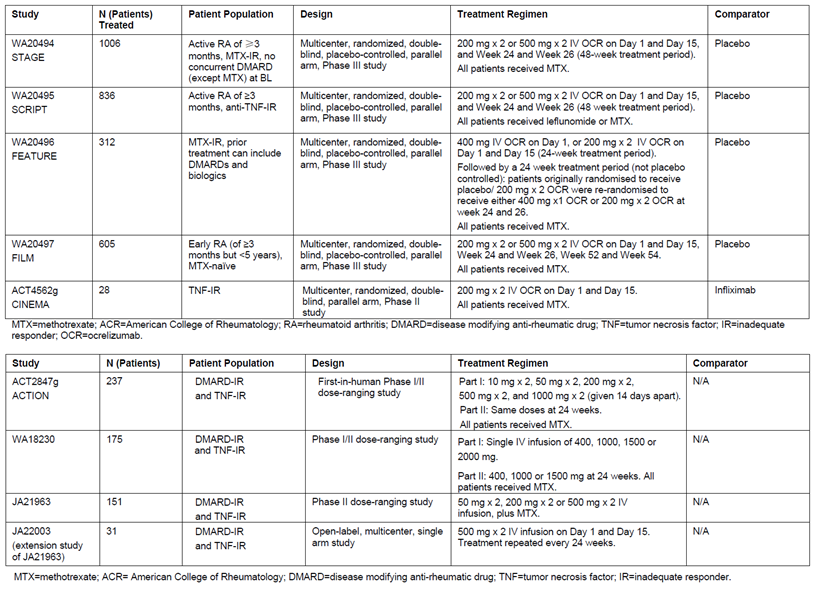 Study N (Patients) Treated Patient Population Design Treatment Regimen Comparator
WA20494
STAGE
1006
Active RA of ≥3
months, MTX-IR, no
concurrent DMARD
(except MTX) at BL
Multicenter, randomized, double-
blind, placebo-controlled, parallel
arm, Phase III study
200 mg x 2 or 500 mg x 2 IV OCR on Day 1 and Day 15,
and Week 24 and Week 26 (48-week treatment period).
All patients received MTX.
Placebo
WA20495
SCRIPT
836
Active RA of ≥3
months, anti-TNF-IR
Multicenter, randomized, double-
blind, placebo-controlled, parallel
arm, Phase III study
200 mg x 2 or 500 mg x 2 IV OCR on Day 1 and Day 15,
and Week 24 and Week 26 (48 week treatment period).
All patients received leflunomide or MTX.
Placebo
WA20496
FEATURE
312
MTX-IR, prior
treatment can include
DMARDs and
biologics
Multicenter, randomized, double-
blind, placebo-controlled, parallel
arm, Phase III study
400 mg IV OCR on Day 1, or 200 mg x 2 IV OCR on
Day 1 and Day 15 (24-week treatment period).
Followed by a 24 week treatment period (not placebo
controlled): patients originally randomised to receive
placebo/ 200 mg x 2 OCR were re-randomised to
receive either 400 mg x1 OCR or 200 mg x 2 OCR at
week 24 and 26.
All patients received MTX.
Placebo
WA20497
FILM
605
Early RA (of ≥3
months but <5 years),
MTX-naïve
Multicenter, randomized, double-
blind, placebo-controlled, parallel
arm, Phase III study
200 mg x 2 or 500 mg x 2 IV OCR on Day 1 and Day 15,
Week 24 and Week 26, Week 52 and Week 54.
All patients received MTX.
Placebo
ACT4562g
CINEMA
28
TNF-IR
Multicenter, randomized, double-
blind, parallel arm, Phase II
study
200 mg x 2 IV OCR on Day 1 and Day 15.
All patients received MTX.
Infliximab
MTX=methotrexate; ACR=American College of Rheumatology; RA=rheumatoid arthritis; DMARD=disease modifying anti-rheumatic drug; TNF=tumor necrosis factor; IR=inadequate
responder; OCR=ocrelizumab.
Study N (Patients) Patient Population Design Treatment Regimen Comparator
ACT2847g
ACTION
237
DMARD-IR
and TNF-IR
First-in-human Phase I/II
dose-ranging study
Part I: 10 mg x 2, 50 mg x 2, 200 mg x 2,
500 mg x 2, and 1000 mg x 2 (given 14 days apart).
Part II: Same doses at 24 weeks.
All patients received MTX.
N/A
WA18230
175
DMARD-IR
and TNF-IR
Phase I/II dose-ranging study
Part I: Single IV infusion of 400, 1000, 1500 or
2000 mg.
Part II: 400, 1000 or 1500 mg at 24 weeks. All
patients received MTX.
N/A
JA21963
151
DMARD-IR
and TNF-IR
Phase II dose-ranging study
50 mg x 2, 200 mg x 2 or 500 mg x 2 IV
infusion, plus MTX.
N/A
JA22003
(extension study
of JA21963)
31
DMARD-IR
and TNF-IR
Open-label, multicenter, single
arm study
500 mg x 2 IV infusion on Day 1 and Day 15.
Treatment repeated every 24 weeks.
N/A
MTX=methotrexate; ACR= American College of Rheumatology; DMARD=disease modifying anti-rheumatic drug; TNF=tumor necrosis factor; IR=inadequate responder.